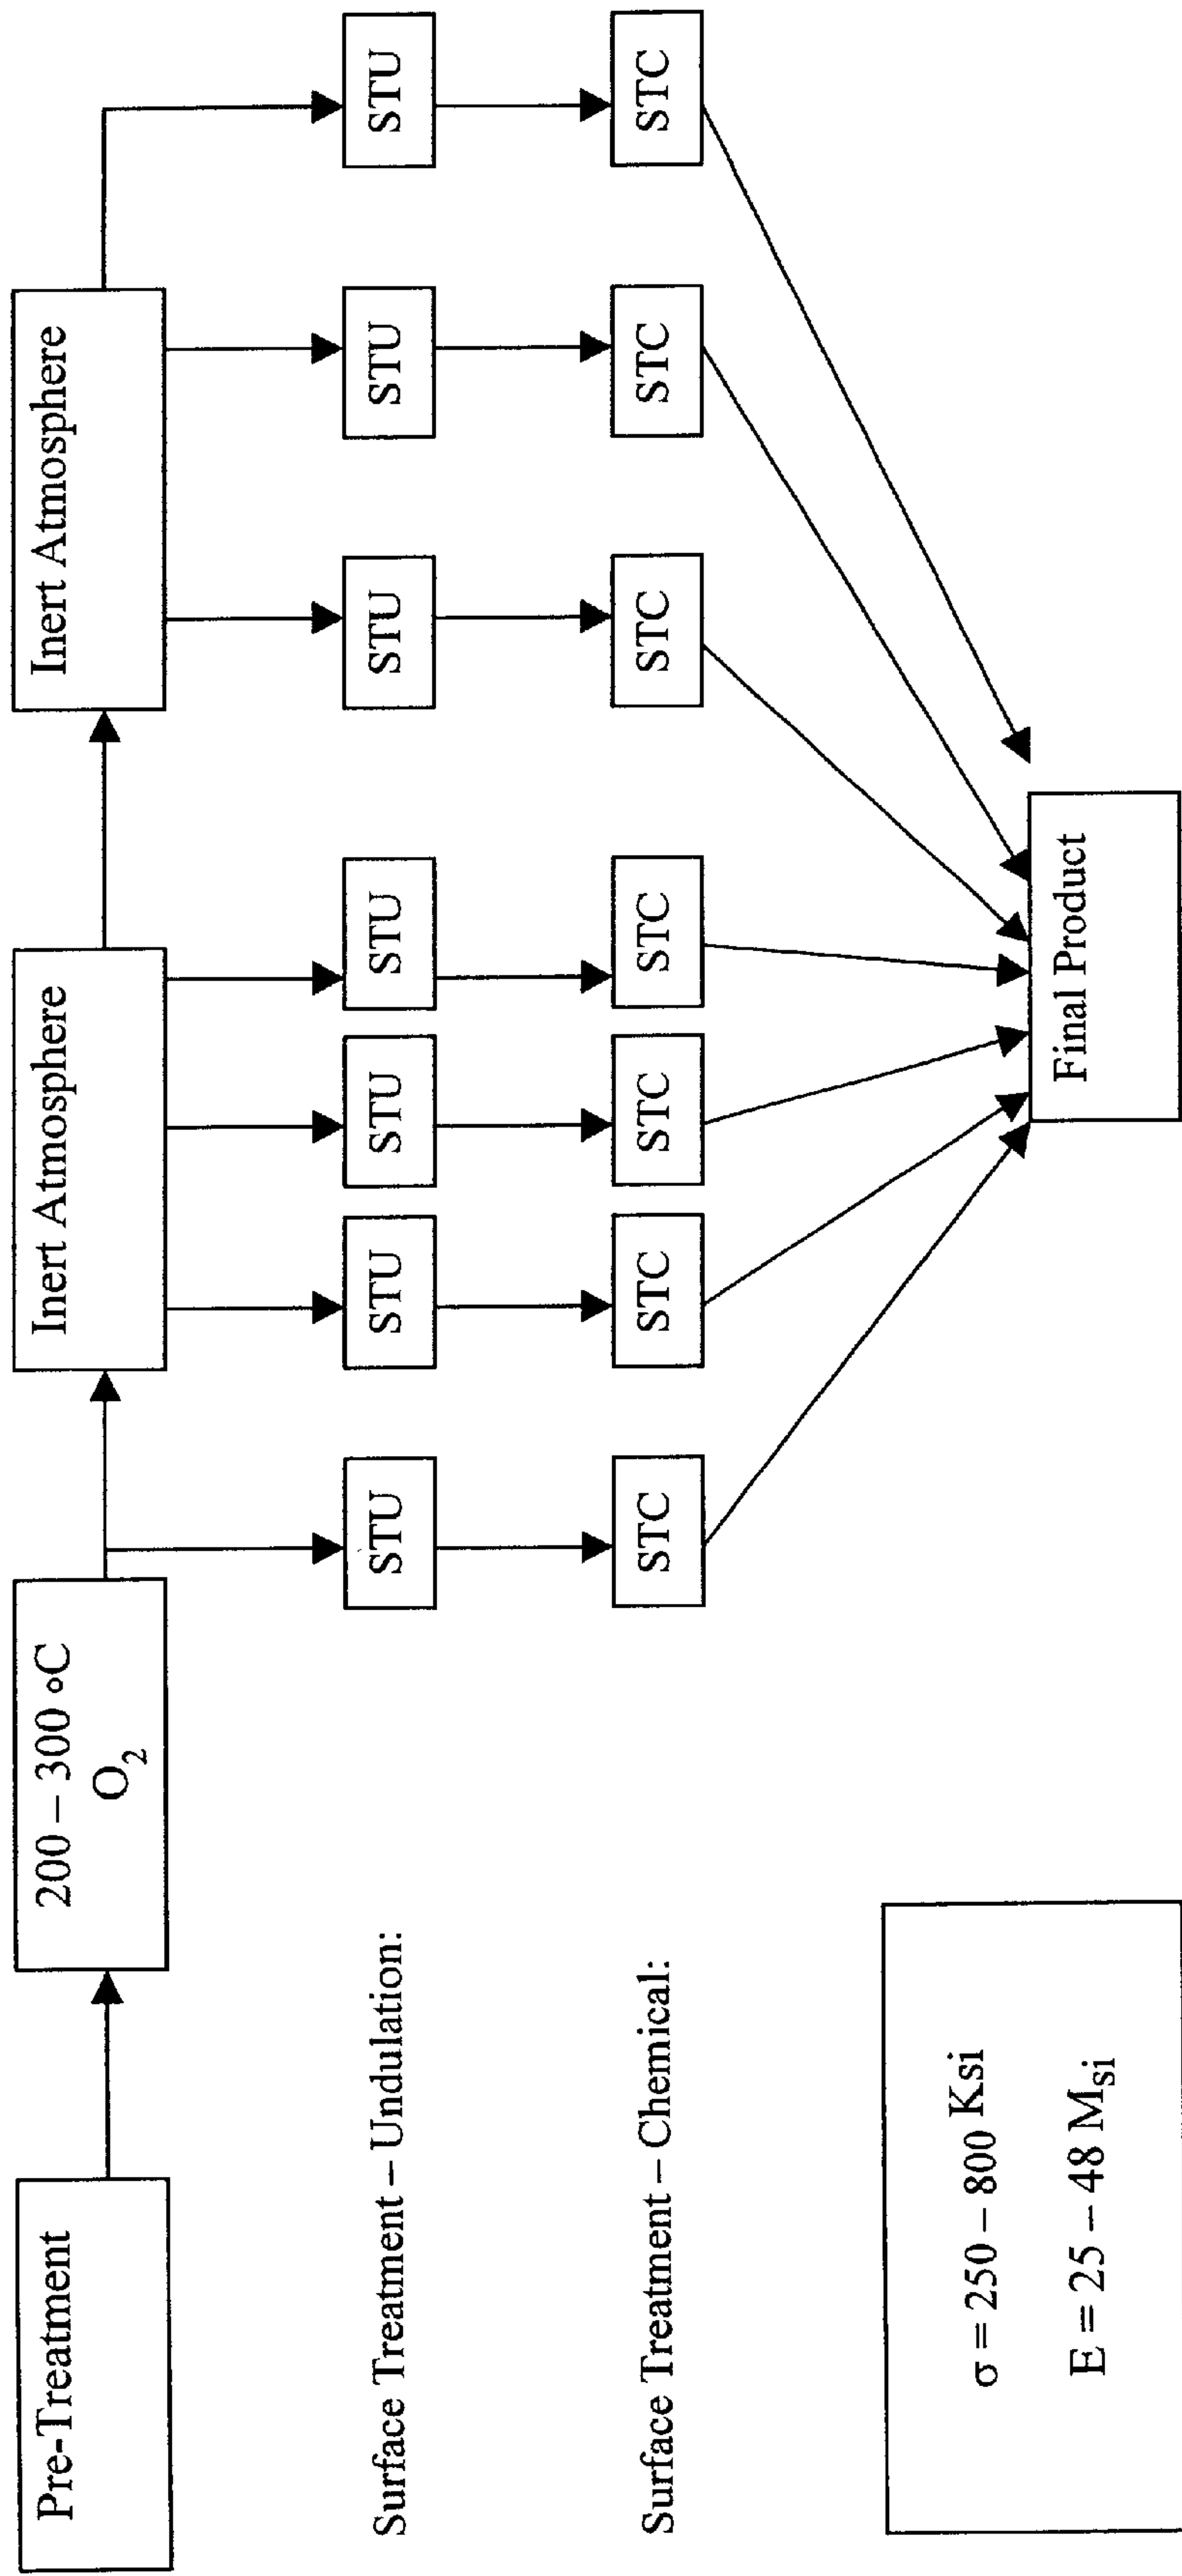 Pre-Treatment
200 – 300 °C
O2
Inert Atmosphere
Inert Atmosphere
Surface Treatment – Undulation:
STU
STU
STU
STU
STU
STU
STU
Surface Treatment – Chemical:
STC
STC
STC
STC
STC
STC
STC
σ = 250 – 800 Ksi
E = 25 – 48 Msi
Final Product